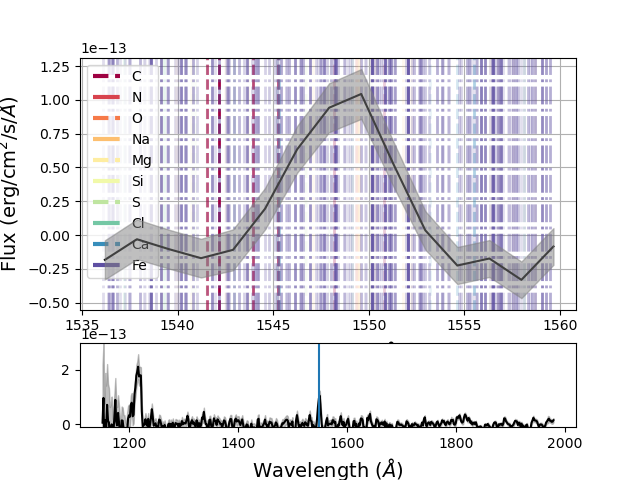 1e−13
1.25
1.00
0.75
0.50
0.25
0.00
−0.25
−0.50
Flux (erg/cm²/s/Å)
C
N
O
Na
Mg
Si
S
Cl
Ca
Fe
1535 1540 1545 1550 1555 1560
1e−13
2
0
1200 1400 1600 1800 2000
Wavelength (Å)